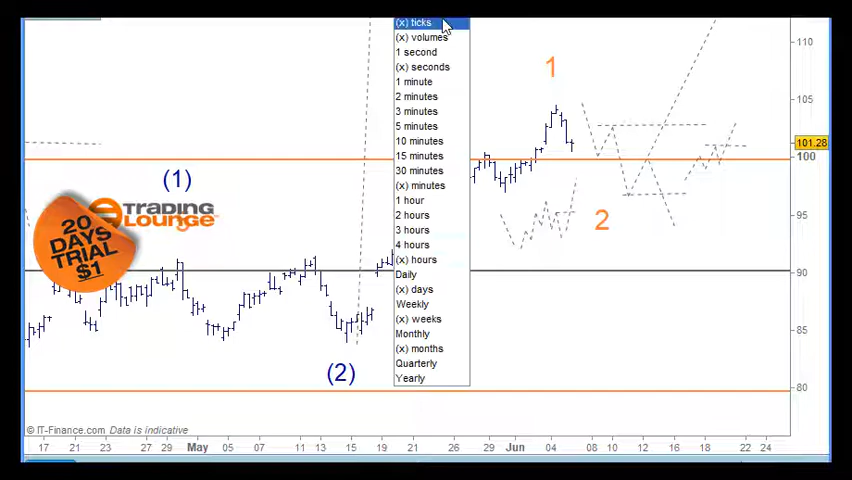 (x) ticks
(x) volumes
1 second
(x) seconds
1 minute
2 minutes
3 minutes
5 minutes
10 minutes
15 minutes
30 minutes
(x) minutes
1 hour
2 hours
3 hours
4 hours
(x) hours
Daily
(x) days
Weekly
(x) weeks
Monthly
(x) months
Quarterly
Yearly
1
(1)
2
(2)
TRADING
LOUNGE
20
DAYS
TRIAL
$1
110
105
101.28
100
95
90
85
80
© IT-Finance.com Data is indicative
17 21 23 27 29 May 05 07 11 13 15 19 21 26 29 Jun 04 08 10 12 16 18 22 24